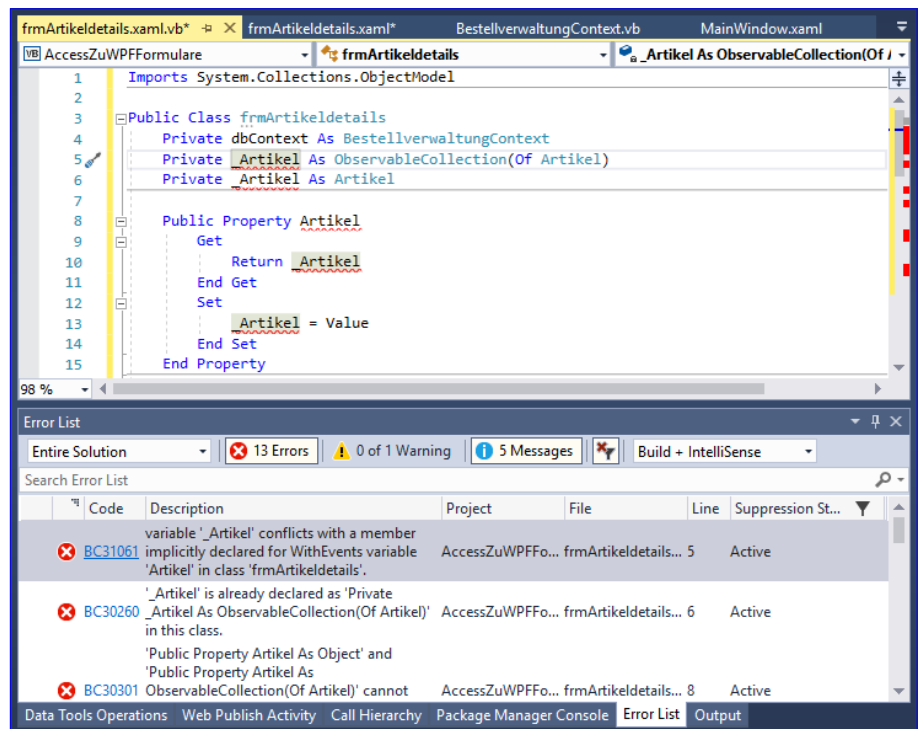 frmArtikeldetails.xaml.vb* frmArtikeldetails.xaml* BestellverwaltungContext.vb MainWindow.xaml
VB AccessZuWPFFormulare frmArtikeldetails _Artikel As ObservableCollection(Of
1 Imports System.Collections.ObjectModel
2
3 Public Class frmArtikeldetails
4 Private dbContext As BestellverwaltungContext
5 Private _Artikel As ObservableCollection(Of Artikel)
6 Private _Artikel As Artikel
7
8 Public Property Artikel
9 Get
10 Return _Artikel
11 End Get
12 Set
13 _Artikel = Value
14 End Set
15 End Property
98 %
Error List
Entire Solution 13 Errors 0 of 1 Warning 5 Messages Build + IntelliSense
Search Error List
Code Description Project File Line Suppression St...
variable '_Artikel' conflicts with a member
BC31061 implicitly declared for WithEvents variable AccessZuWPFFo... frmArtikeldetails... 5 Active
'Artikel' in class 'frmArtikeldetails'.
'_Artikel' is already declared as 'Private
BC30260 _Artikel As ObservableCollection(Of Artikel)' AccessZuWPFFo... frmArtikeldetails... 6 Active
in this class.
'Public Property Artikel As Object' and
'Public Property Artikel As
BC30301 ObservableCollection(Of Artikel)' cannot AccessZuWPFFo... frmArtikeldetails... 8 Active
Data Tools Operations Web Publish Activity Call Hierarchy Package Manager Console Error List Output